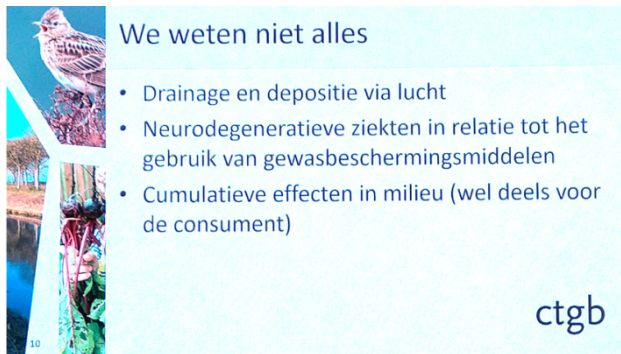 We weten niet alles
• Drainage en depositie via lucht
• Neurodegeneratieve ziekten in relatie tot het
gebruik van gewasbeschermingsmiddelen
• Cumulatieve effecten in milieu (wel deels voor
de consument)
ctgb
10